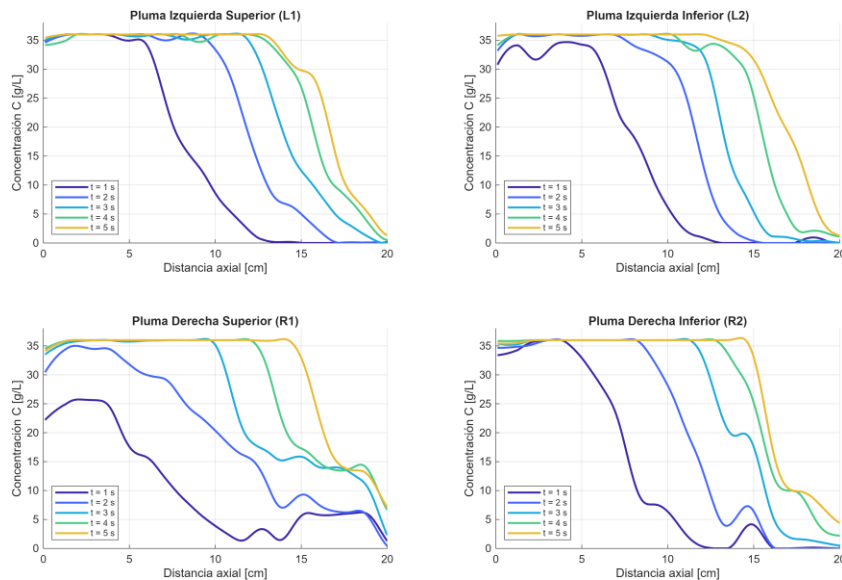 Pluma Izquierda Superior (L1)
Concentración C [g/L]
35
30
25
20
15
10
5
0
t = 1 s
t = 2 s
t = 3 s
t = 4 s
t = 5 s
0 5 10 15 20
Distancia axial [cm]
Pluma Izquierda Inferior (L2)
Concentración C [g/L]
35
30
25
20
15
10
5
0
t = 1 s
t = 2 s
t = 3 s
t = 4 s
t = 5 s
0 5 10 15 20
Distancia axial [cm]
Pluma Derecha Superior (R1)
Concentración C [g/L]
35
30
25
20
15
10
5
0
t = 1 s
t = 2 s
t = 3 s
t = 4 s
t = 5 s
0 5 10 15 20
Distancia axial [cm]
Pluma Derecha Inferior (R2)
Concentración C [g/L]
35
30
25
20
15
10
5
0
t = 1 s
t = 2 s
t = 3 s
t = 4 s
t = 5 s
0 5 10 15 20
Distancia axial [cm]